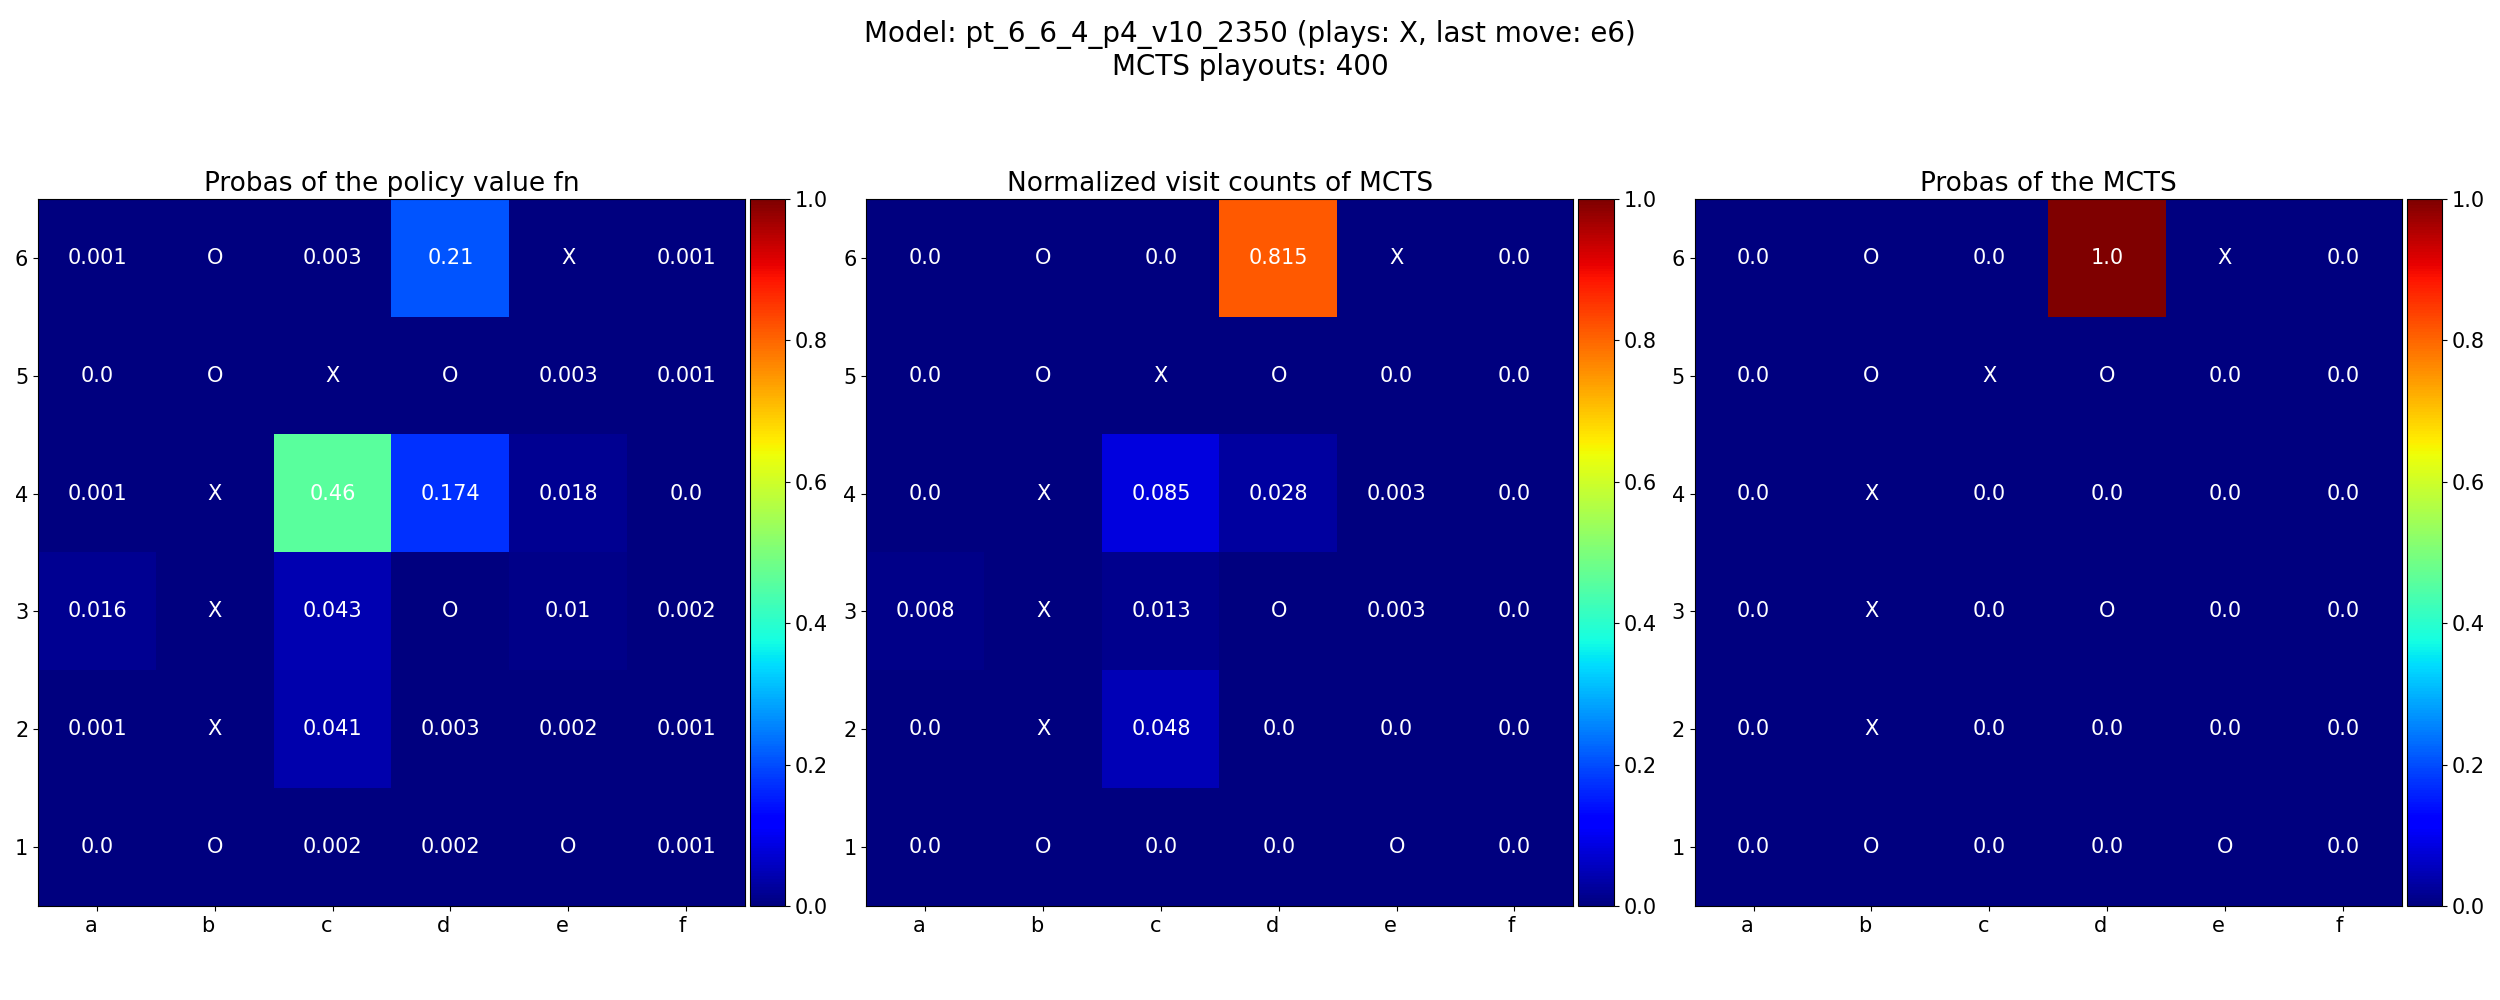 Model: pt_6_6_4_p4_v10_2350 (plays: X, last move: e6)
MCTS playouts: 400
Probas of the policy value fn
6 0.001 O 0.003 0.21 X 0.001
5 0.0 O X O 0.003 0.001
4 0.001 X 0.46 0.174 0.018 0.0
3 0.016 X 0.043 O 0.01 0.002
2 0.001 X 0.041 0.003 0.002 0.001
1 0.0 O 0.002 0.002 O 0.001
a b c d e f
1.0
0.8
0.6
0.4
0.2
0.0
Normalized visit counts of MCTS
6 0.0 O 0.0 0.815 X 0.0
5 0.0 O X O 0.0 0.0
4 0.0 X 0.085 0.028 0.003 0.0
3 0.008 X 0.013 O 0.003 0.0
2 0.0 X 0.048 0.0 0.0 0.0
1 0.0 O 0.0 0.0 O 0.0
a b c d e f
1.0
0.8
0.6
0.4
0.2
0.0
Probas of the MCTS
6 0.0 O 0.0 1.0 X 0.0
5 0.0 O X O 0.0 0.0
4 0.0 X 0.0 0.0 0.0 0.0
3 0.0 X 0.0 O 0.0 0.0
2 0.0 X 0.0 0.0 0.0 0.0
1 0.0 O 0.0 0.0 O 0.0
a b c d e f
1.0
0.8
0.6
0.4
0.2
0.0